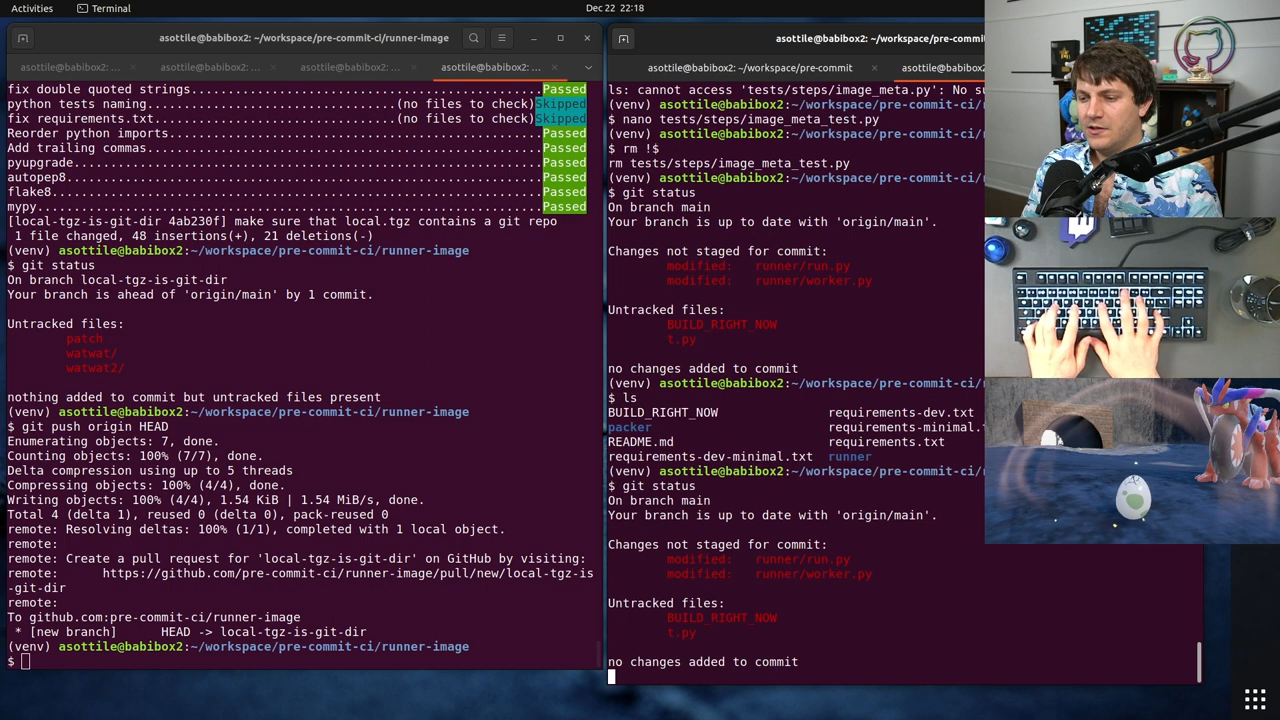 Activities
Terminal
Dec 22 22:18
asottile@babibox2: ~/workspace/pre-commit-ci/runner-image
asottile@babibox2: ~...
asottile@babibox2: ~...
asottile@babibox2: ~...
asottile@babibox2: ~...
fix double quoted strings................................................Passed
python tests naming..................................(no files to check)Skipped
fix requirements.txt.................................(no files to check)Skipped
Reorder python imports...................................................Passed
Add trailing commas......................................................Passed
pyupgrade................................................................Passed
autopep8.................................................................Passed
flake8...................................................................Passed
mypy.....................................................................Passed
[local-tgz-is-git-dir 4ab230f] make sure that local.tgz contains a git repo
 1 file changed, 48 insertions(+), 21 deletions(-)
(venv) asottile@babibox2:~/workspace/pre-commit-ci/runner-image
$ git status
On branch local-tgz-is-git-dir
Your branch is ahead of 'origin/main' by 1 commit.
Untracked files:
patch
watwat/
watwat2/
nothing added to commit but untracked files present
(venv) asottile@babibox2:~/workspace/pre-commit-ci/runner-image
$ git push origin HEAD
Enumerating objects: 7, done.
Counting objects: 100% (7/7), done.
Delta compression using up to 5 threads
Compressing objects: 100% (4/4), done.
Writing objects: 100% (4/4), 1.54 KiB | 1.54 MiB/s, done.
Total 4 (delta 1), reused 0 (delta 0), pack-reused 0
remote: Resolving deltas: 100% (1/1), completed with 1 local object.
remote:
remote: Create a pull request for 'local-tgz-is-git-dir' on GitHub by visiting:
remote:      https://github.com/pre-commit-ci/runner-image/pull/new/local-tgz-is
-git-dir
remote:
To github.com:pre-commit-ci/runner-image
 * [new branch]      HEAD -> local-tgz-is-git-dir
(venv) asottile@babibox2:~/workspace/pre-commit-ci/runner-image
$
asottile@babibox2: ~/workspace/pre-commi
asottile@babibox2: ~/workspace/pre-commit
asottile@babibox2:
ls: cannot access 'tests/steps/image_meta.py': No su
(venv) asottile@babibox2:~/workspace/pre-commit-ci/
$ nano tests/steps/image_meta_test.py
(venv) asottile@babibox2:~/workspace/pre-commit-ci/
$ rm !$
rm tests/steps/image_meta_test.py
(venv) asottile@babibox2:~/workspace/pre-commit-ci/
$ git status
On branch main
Your branch is up to date with 'origin/main'.
Changes not staged for commit:
modified:   runner/run.py
modified:   runner/worker.py
Untracked files:
BUILD_RIGHT_NOW
t.py
no changes added to commit
(venv) asottile@babibox2:~/workspace/pre-commit-ci/
$ ls
BUILD_RIGHT_NOW requirements-dev.txt
packer requirements-minimal.t
README.md requirements.txt
requirements-dev-minimal.txt runner
(venv) asottile@babibox2:~/workspace/pre-commit-ci/
$ git status
On branch main
Your branch is up to date with 'origin/main'.
Changes not staged for commit:
modified:   runner/run.py
modified:   runner/worker.py
Untracked files:
BUILD_RIGHT_NOW
t.py
no changes added to commit